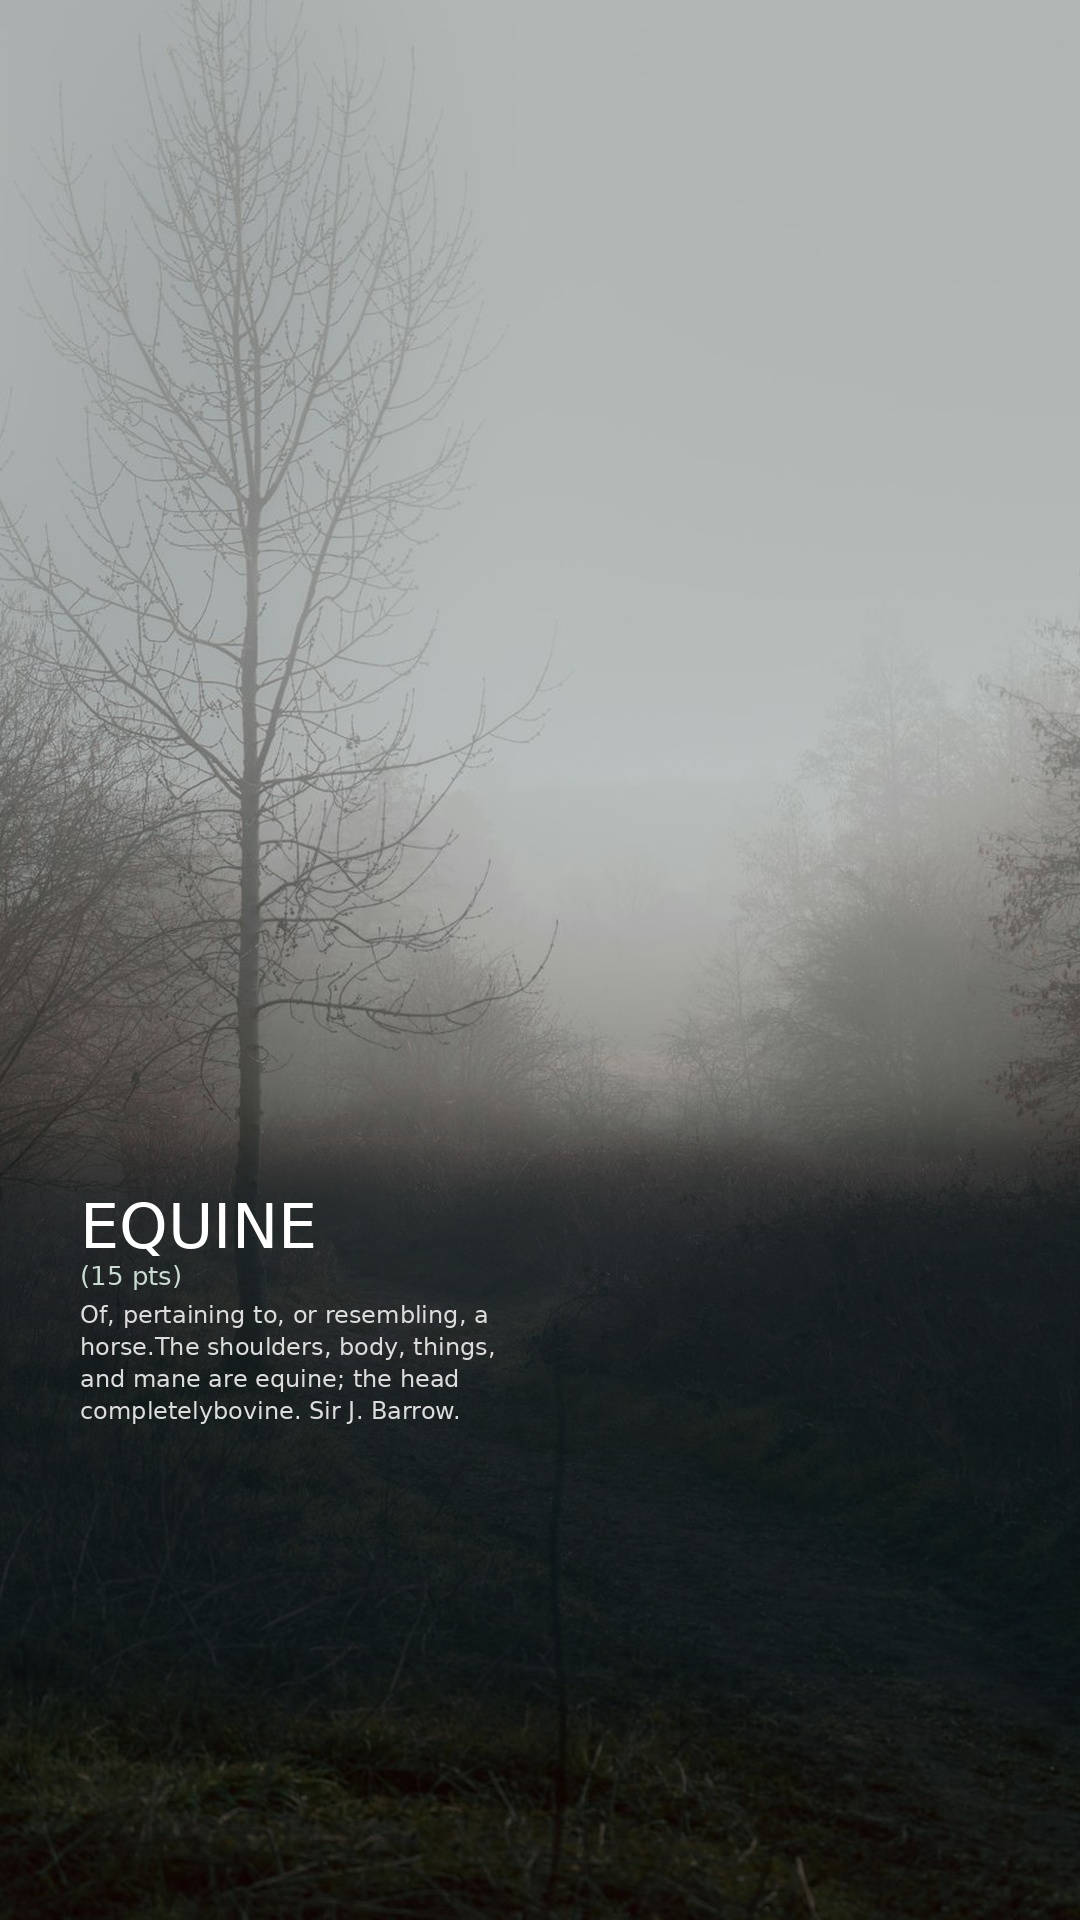 EQUINE
(15 pts)
Of, pertaining to, or resembling, a
horse.The shoulders, body, things,
and mane are equine; the head
completelybovine. Sir J. Barrow.